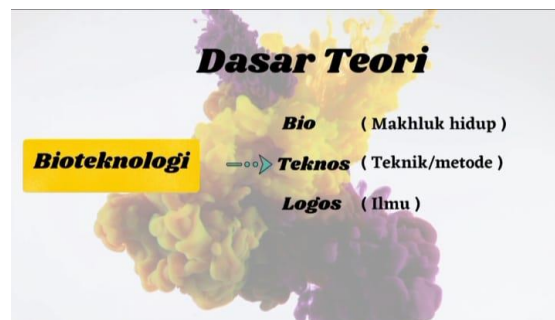 Dasar Teori
Bio ( Makhluk hidup )
Bioteknologi Teknos ( Teknik/metode )
Logos ( Ilmu )